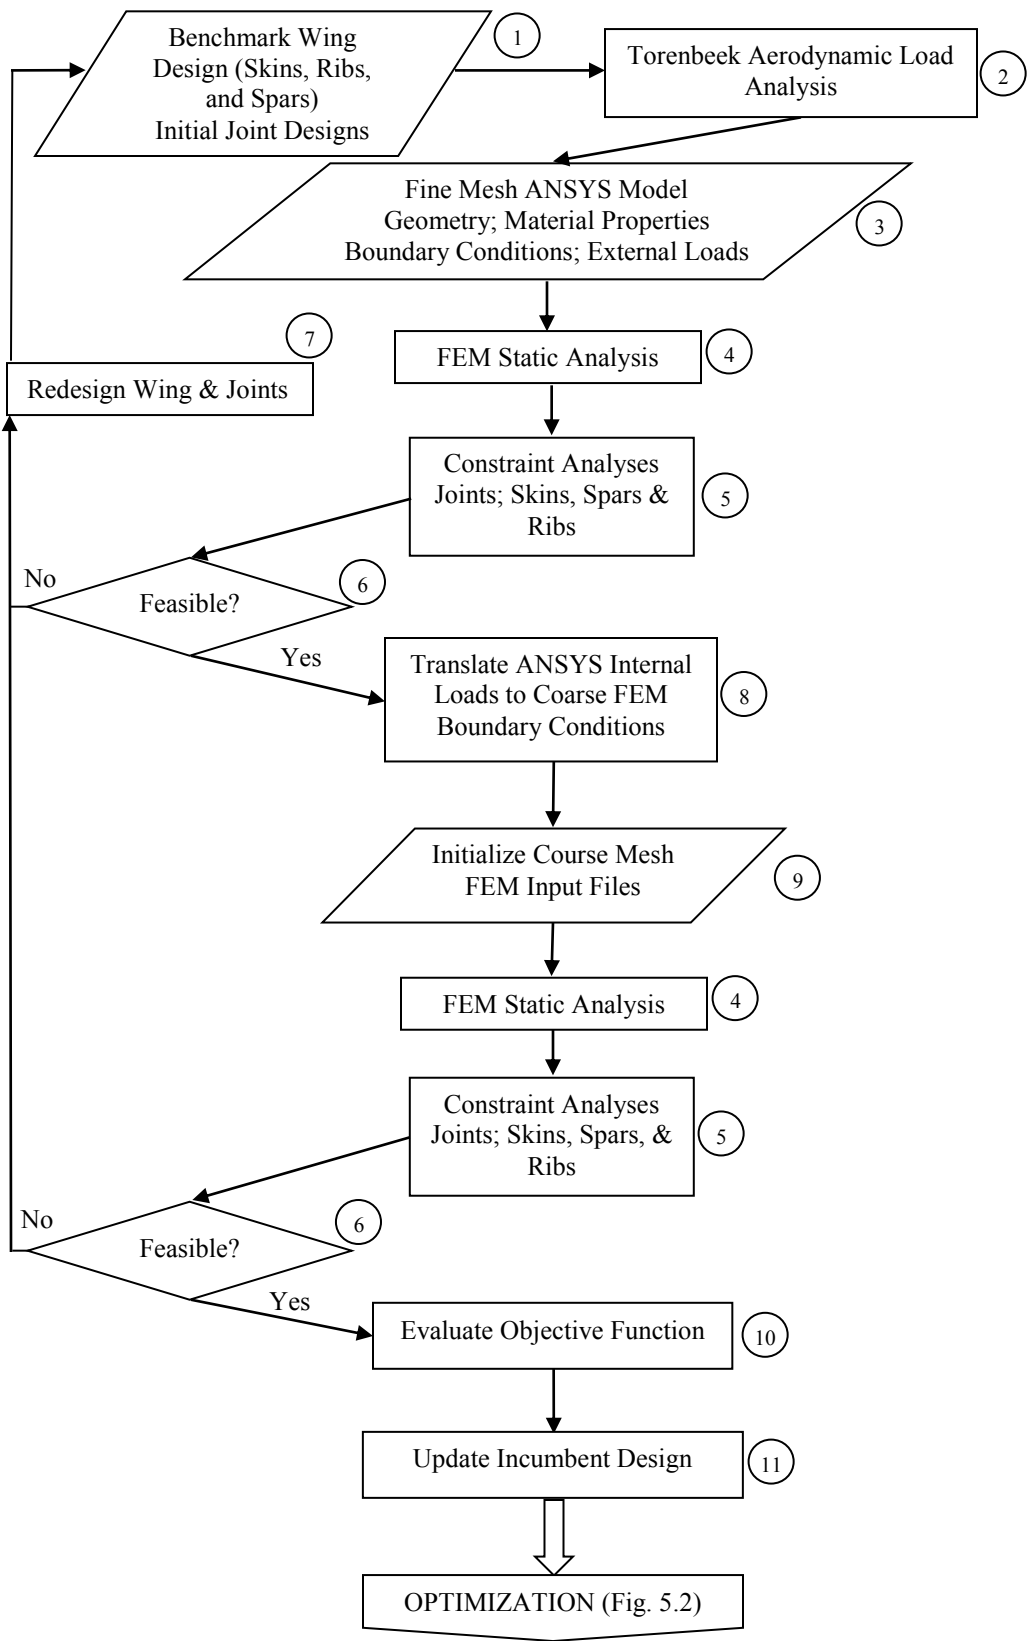 Benchmark Wing
Design (Skins, Ribs,
and Spars)
Initial Joint Designs
1
Torenbeek Aerodynamic Load
Analysis
2
Fine Mesh ANSYS Model
Geometry; Material Properties
Boundary Conditions; External Loads
3
7
Redesign Wing & Joints
FEM Static Analysis
4
Constraint Analyses
Joints; Skins, Spars &
Ribs
5
No
Feasible?
6
Yes
Translate ANSYS Internal
Loads to Coarse FEM
Boundary Conditions
8
Initialize Course Mesh
FEM Input Files
9
FEM Static Analysis
4
Constraint Analyses
Joints; Skins, Spars, &
Ribs
5
No
Feasible?
6
Yes
Evaluate Objective Function
10
Update Incumbent Design
11
OPTIMIZATION (Fig. 5.2)